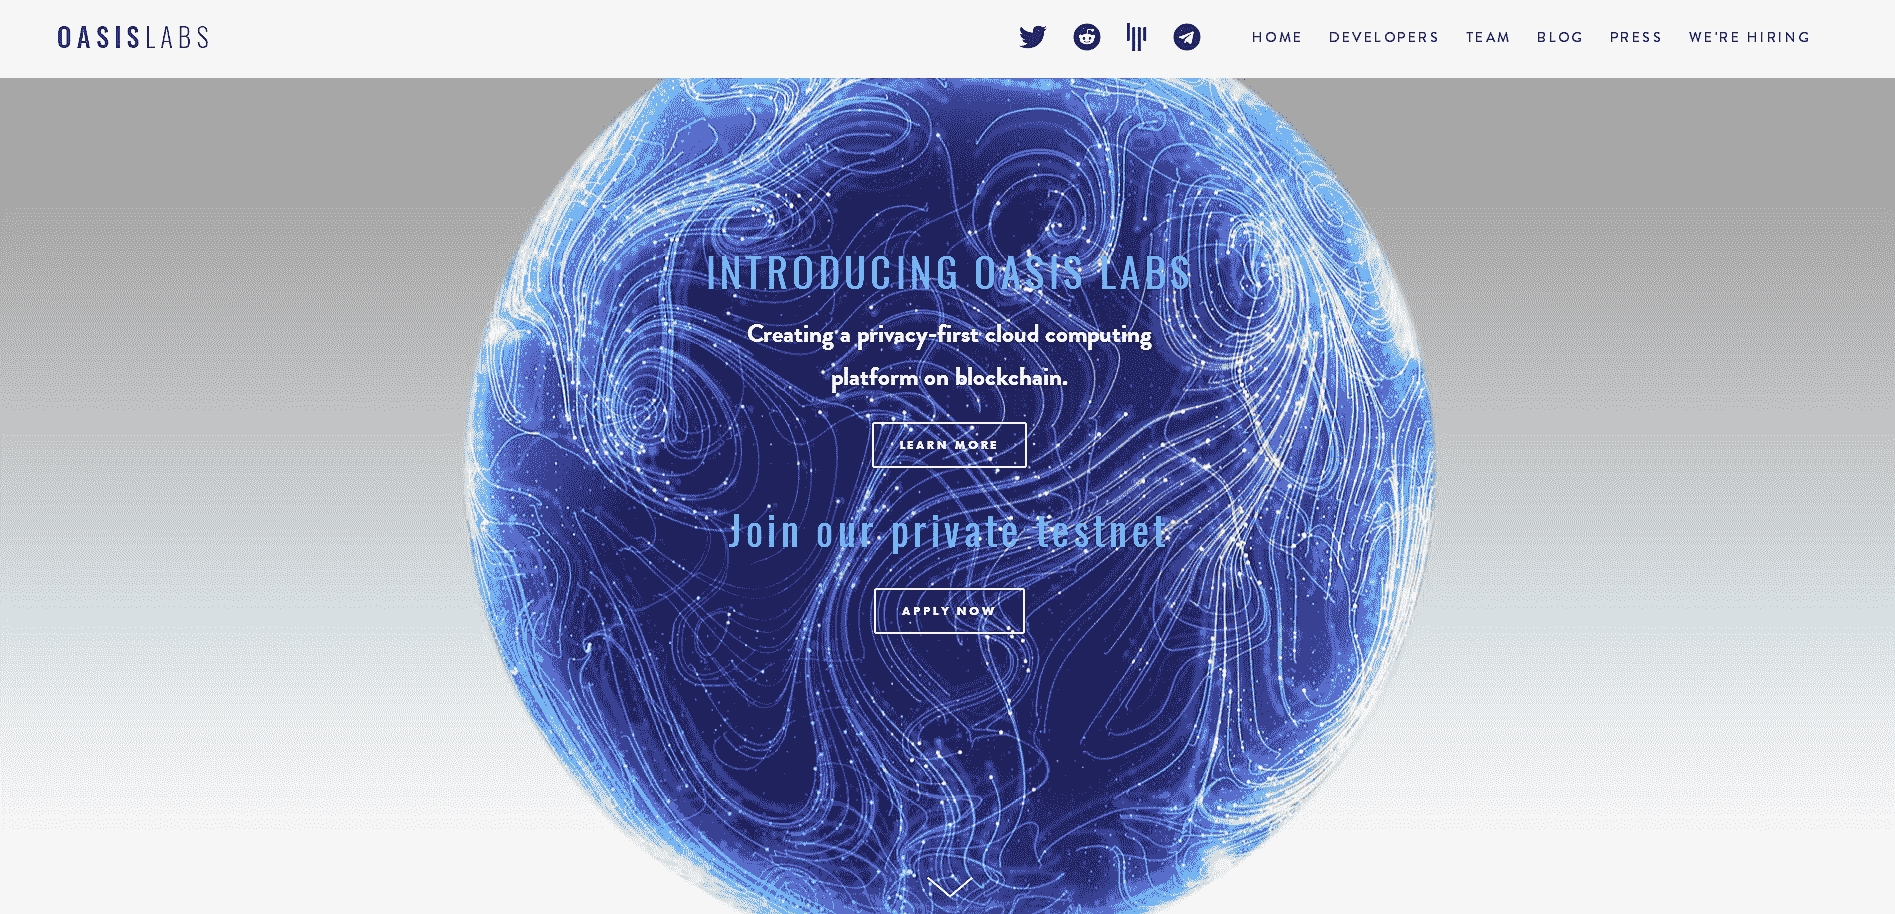 OASISLABS
HOME DEVELOPERS TEAM BLOG PRESS WE'RE HIRING
INTRODUCING OASIS LABS
Creating a privacy-first cloud computing
platform on blockchain.
LEARN MORE
Join our private testnet
APPLY NOW